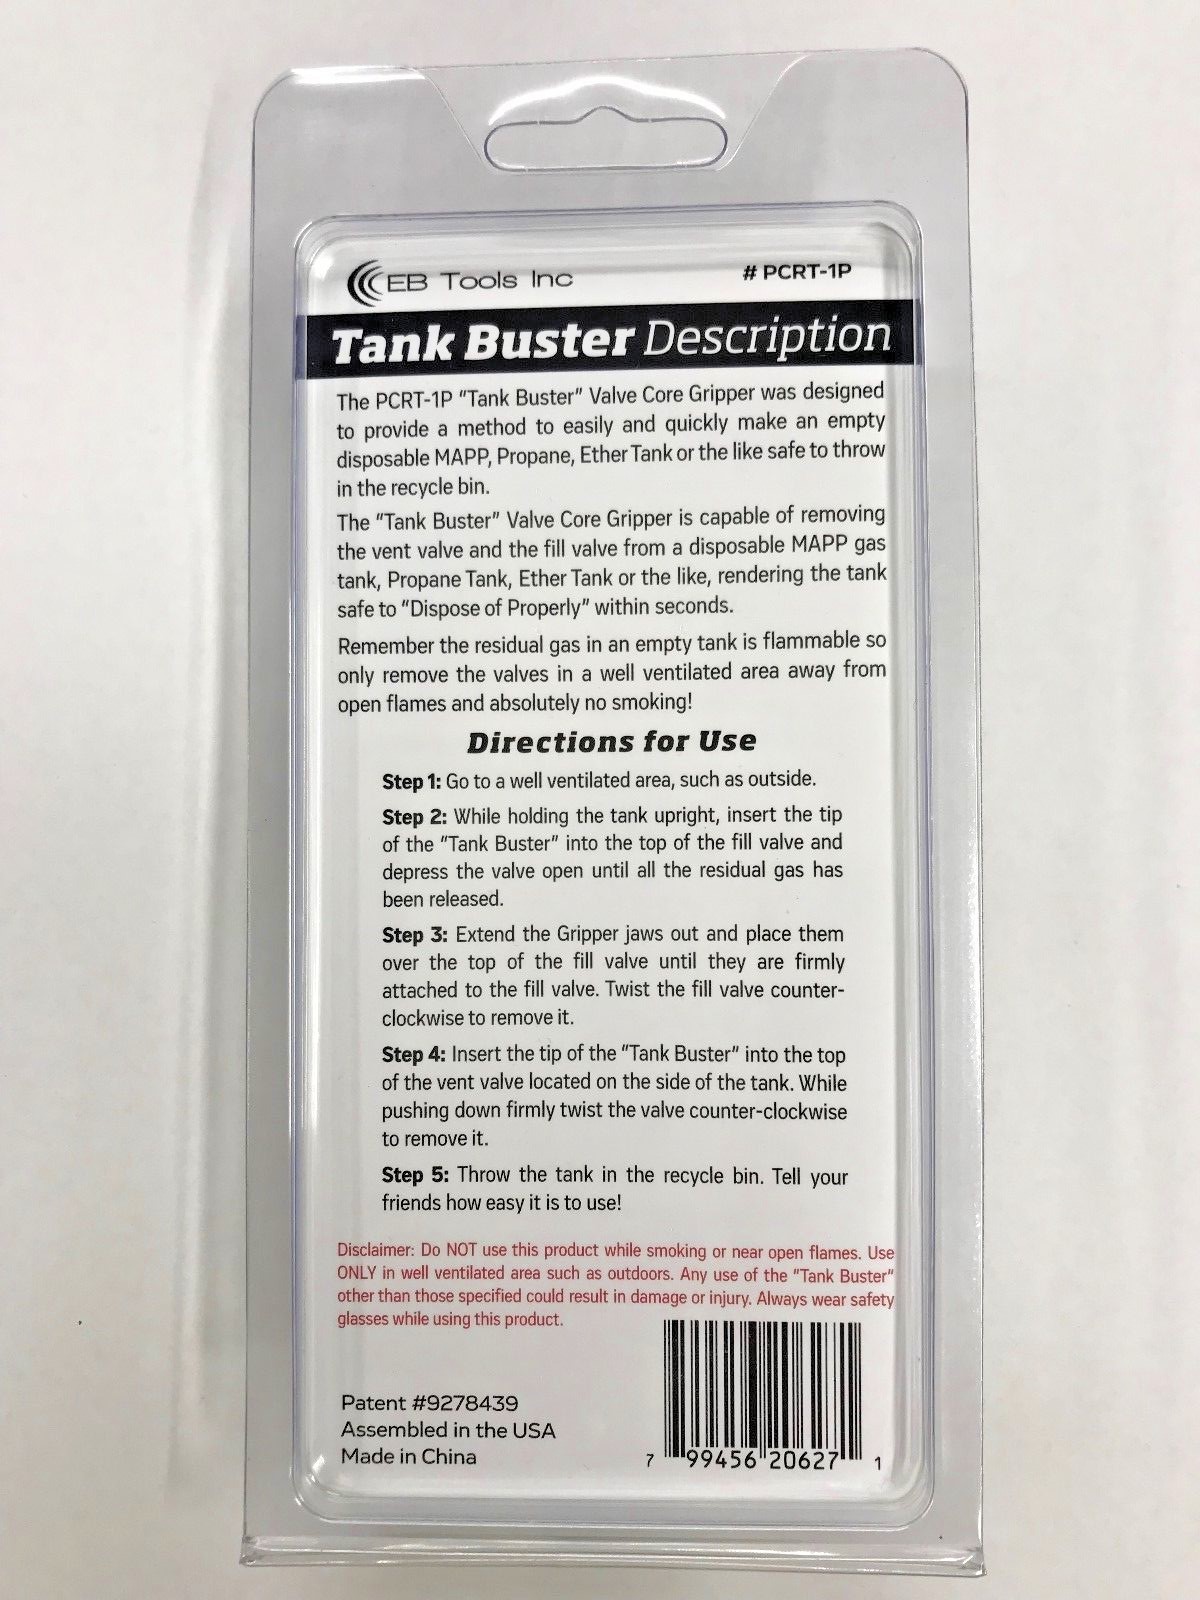 EB Tools Inc
# PCRT-1P
Tank Buster Description
The PCRT-1P "Tank Buster" Valve Core Gripper was designed
to provide a method to easily and quickly make an empty
disposable MAPP, Propane, Ether Tank or the like safe to throw
in the recycle bin.
The "Tank Buster" Valve Core Gripper is capable of removing
the vent valve and the fill valve from a disposable MAPP gas
tank, Propane Tank, Ether Tank or the like, rendering the tank
safe to "Dispose of Properly" within seconds.
Remember the residual gas in an empty tank is flammable so
only remove the valves in a well ventilated area away from
open flames and absolutely no smoking!
Directions for Use
Step 1: Go to a well ventilated area, such as outside.
Step 2: While holding the tank upright, insert the tip
of the "Tank Buster" into the top of the fill valve and
depress the valve open until all the residual gas has
been released.
Step 3: Extend the Gripper jaws out and place them
over the top of the fill valve until they are firmly
attached to the fill valve. Twist the fill valve counter-
clockwise to remove it.
Step 4: Insert the tip of the "Tank Buster" into the top
of the vent valve located on the side of the tank. While
pushing down firmly twist the valve counter-clockwise
to remove it.
Step 5: Throw the tank in the recycle bin. Tell your
friends how easy it is to use!
Disclaimer: Do NOT use this product while smoking or near open flames. Use
ONLY in well ventilated area such as outdoors. Any use of the "Tank Buster"
other than those specified could result in damage or injury. Always wear safety
glasses while using this product.
Patent #9278439
Assembled in the USA
Made in China
7 99456 20627 1